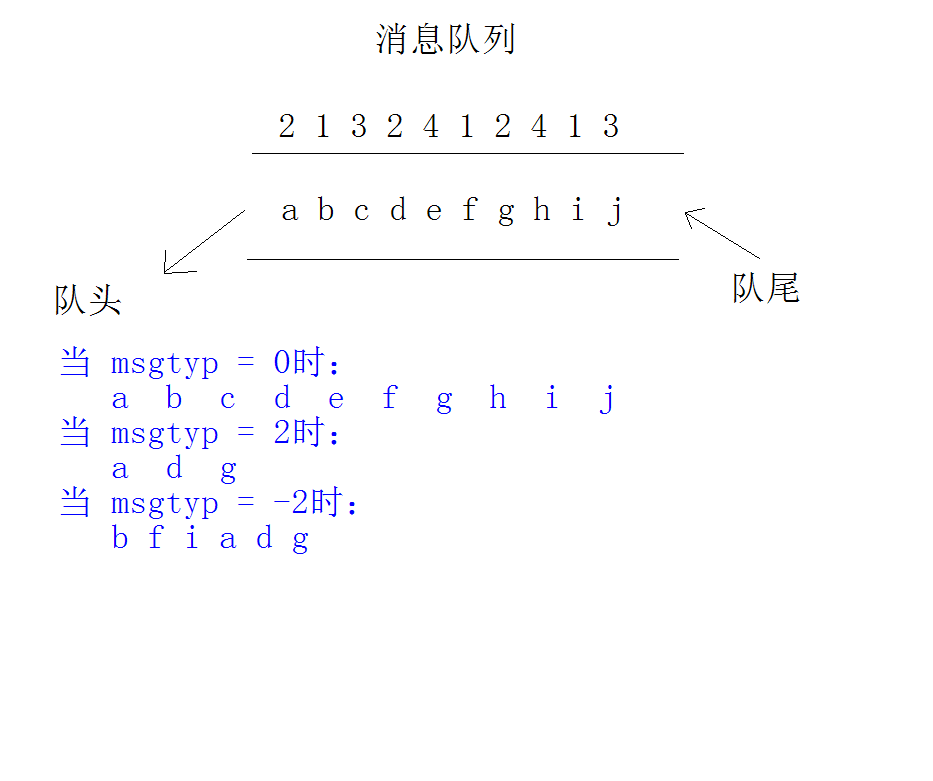 消息队列
2 1 3 2 4 1 2 4 1 3
a b c d e f g h i j
队头
队尾
当 msgtyp = 0时：
a b c d e f g h i j
当 msgtyp = 2时：
a d g
当 msgtyp = -2时：
b f i a d g